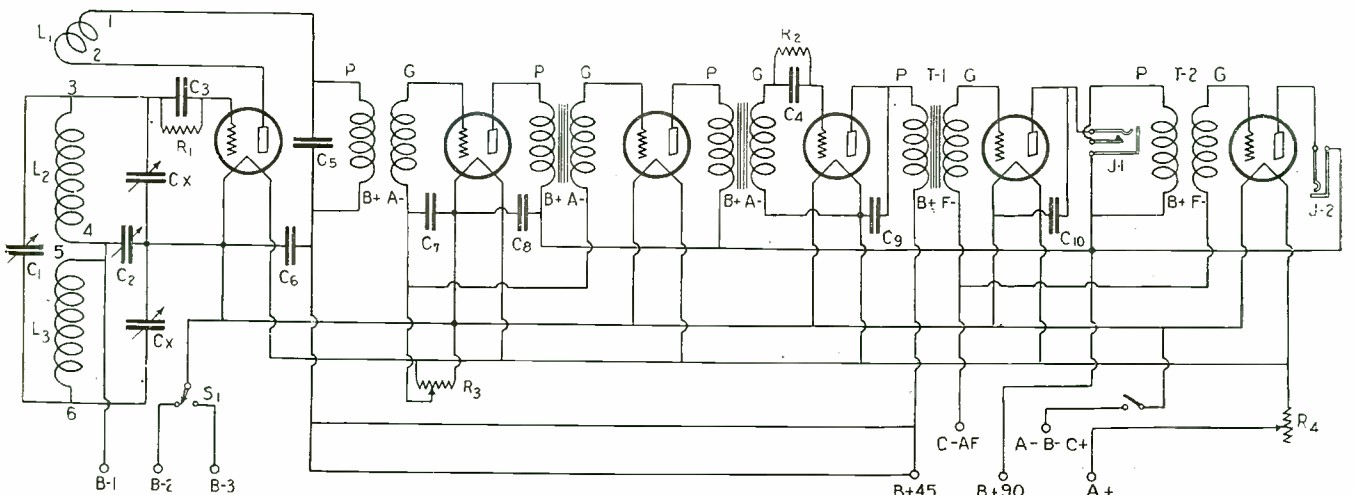 L1 1
2
R2
3 C3 P G P G P G P T-1 G P T-2 G
R1 C4
L2 Cx C5 J-1
B+ A- B+ A- B+ A- B+ F- B+ F- J-2
4
5 C1 C2 C6 C7 C8 C9 C10
L3 Cx
6 S1 R3 R4
C-AF A- B- C+
B-1 B-2 B-3 B+45 B+90 A+